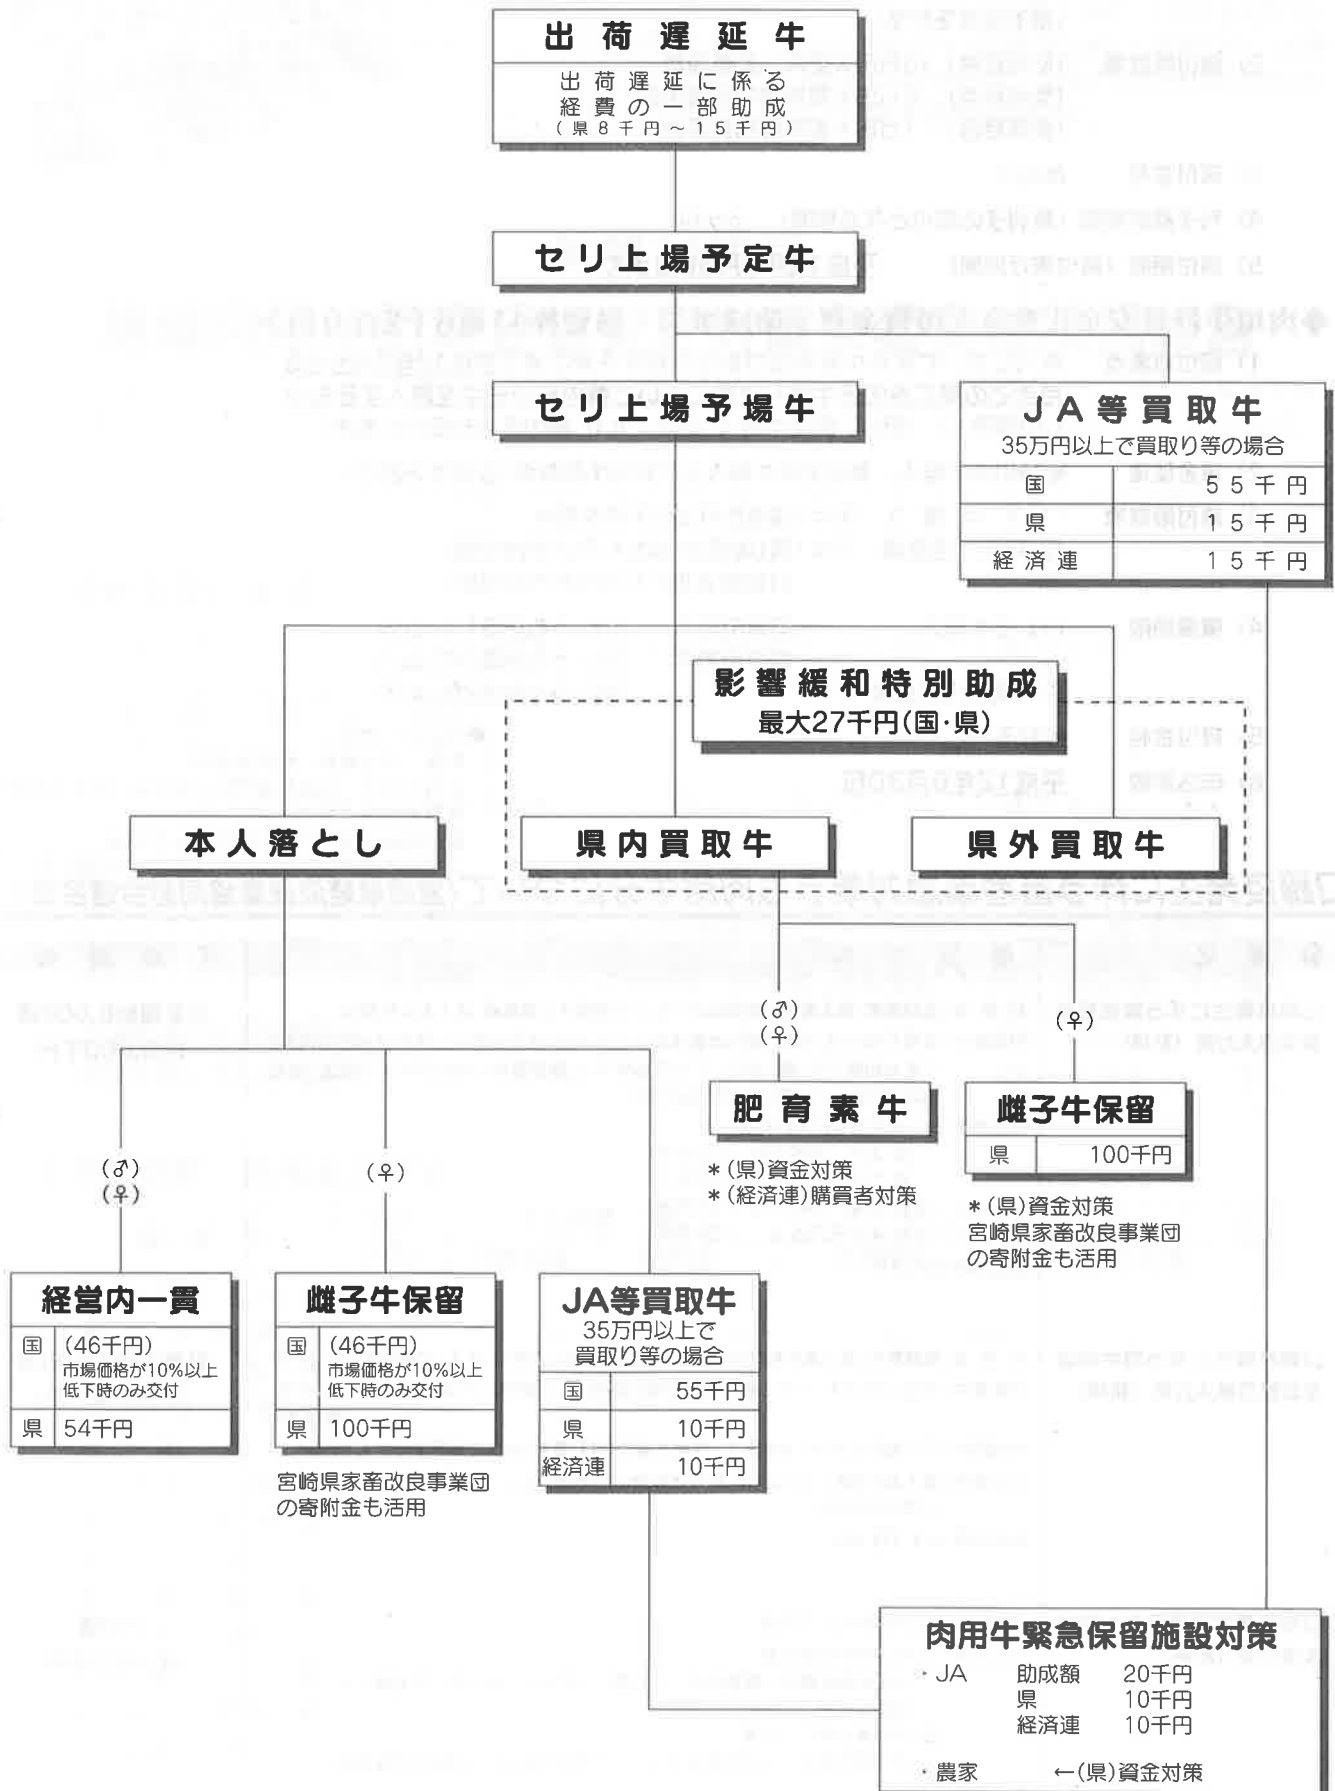 出荷遅延牛
出荷遅延に係る
経費の一部助成
(県8千円～15千円)
セリ上場予定牛
セリ上場予場牛
JA等買取牛
35万円以上で買取り等の場合
国 55千円
県 15千円
経済連 15千円
影響緩和特別助成
最大27千円(国・県)
本人落とし
県内買取牛
県外買取牛
(♂)
(♀)
(♀)
肥育素牛
*(県)資金対策
*(経済連)購買者対策
雌子牛保留
県 100千円
*(県)資金対策
宮崎県家畜改良事業団
の寄附金も活用
(♂)
(♀)
(♀)
経営内一貫
国 (46千円)
市場価格が10%以上
低下時のみ交付
県 54千円
雌子牛保留
国 (46千円)
市場価格が10%以上
低下時のみ交付
県 100千円
宮崎県家畜改良事業団
の寄附金も活用
JA等買取牛
35万円以上で
買取り等の場合
国 55千円
県 10千円
経済連 10千円
肉用牛緊急保留施設対策
・JA 助成額 20千円
県 10千円
経済連 10千円
・農家 ←(県)資金対策